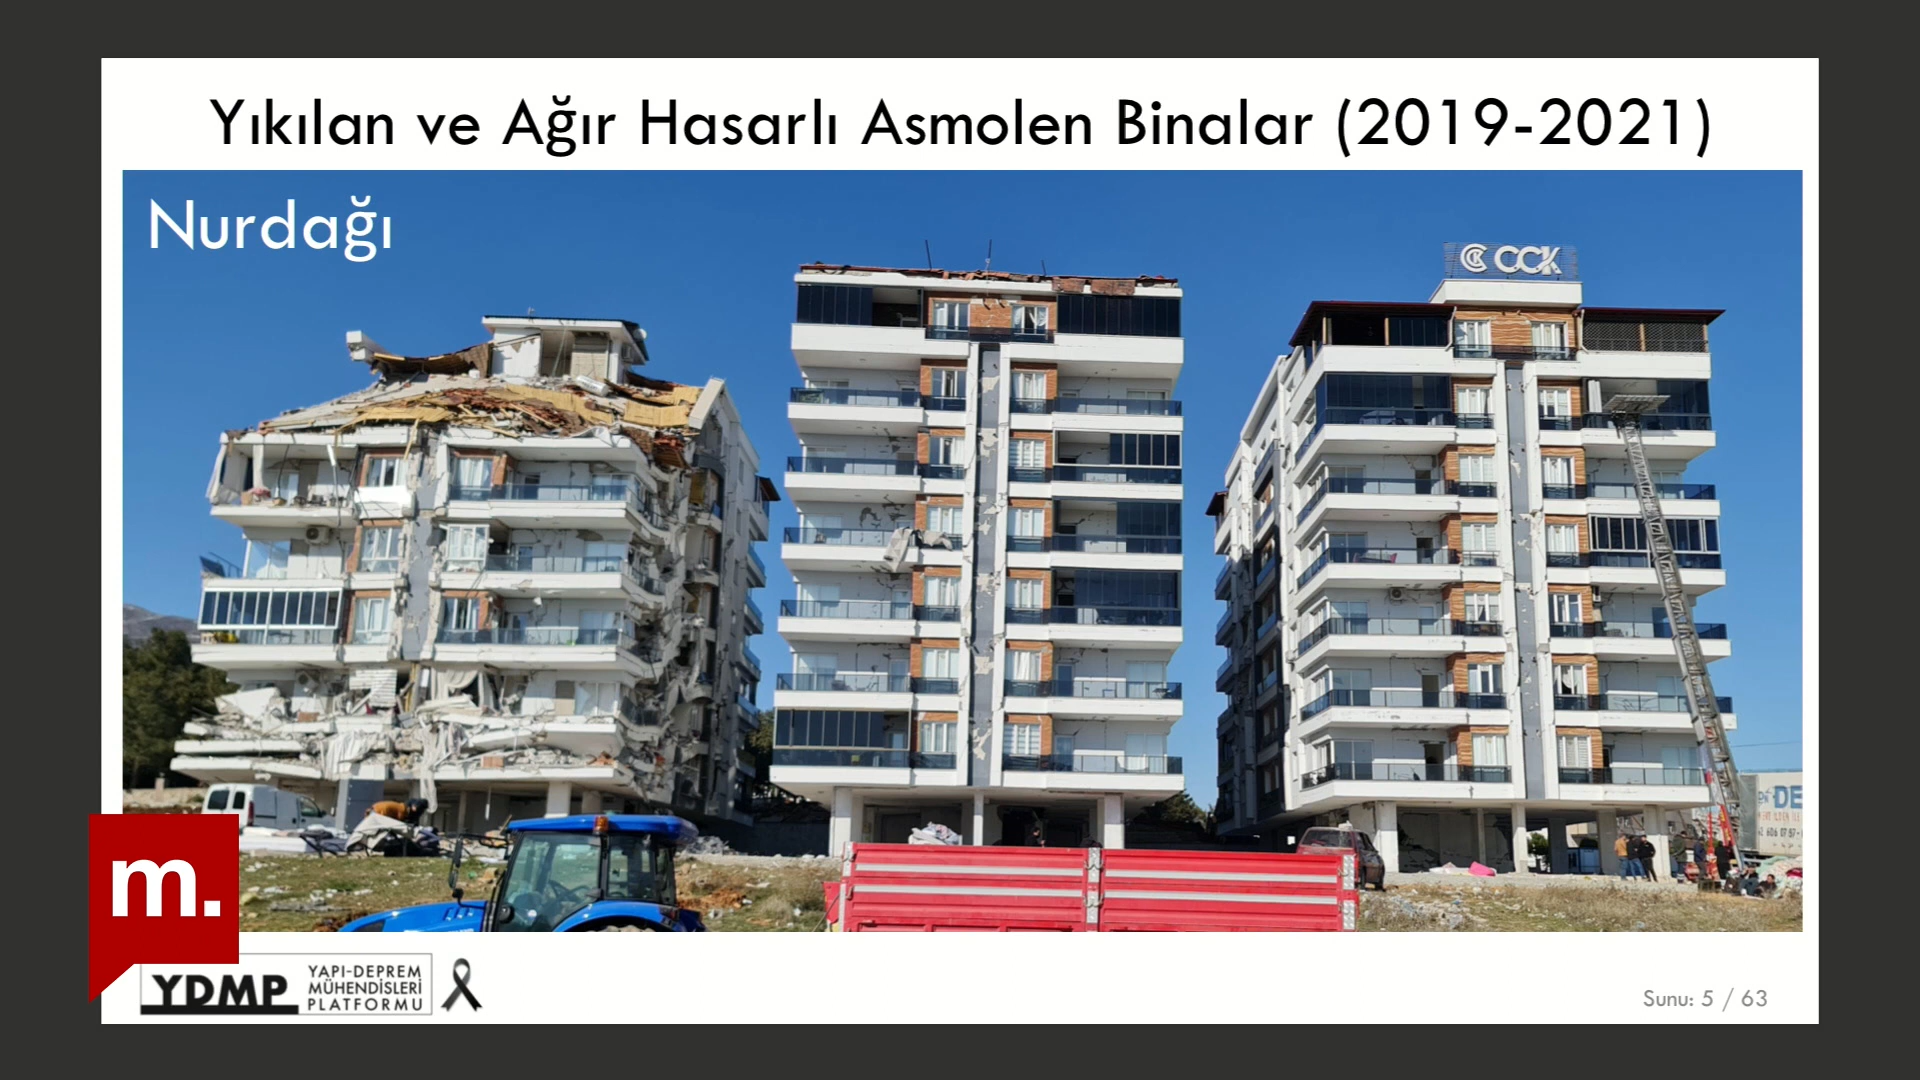 Yıkılan ve Ağır Hasarlı Asmolen Binalar (2019-2021)
Nurdağı
CCK
DE
m.
YDMP
YAPI-DEPREM
MÜHENDİSLERİ
PLATFORMU
Sunu: 5 / 63